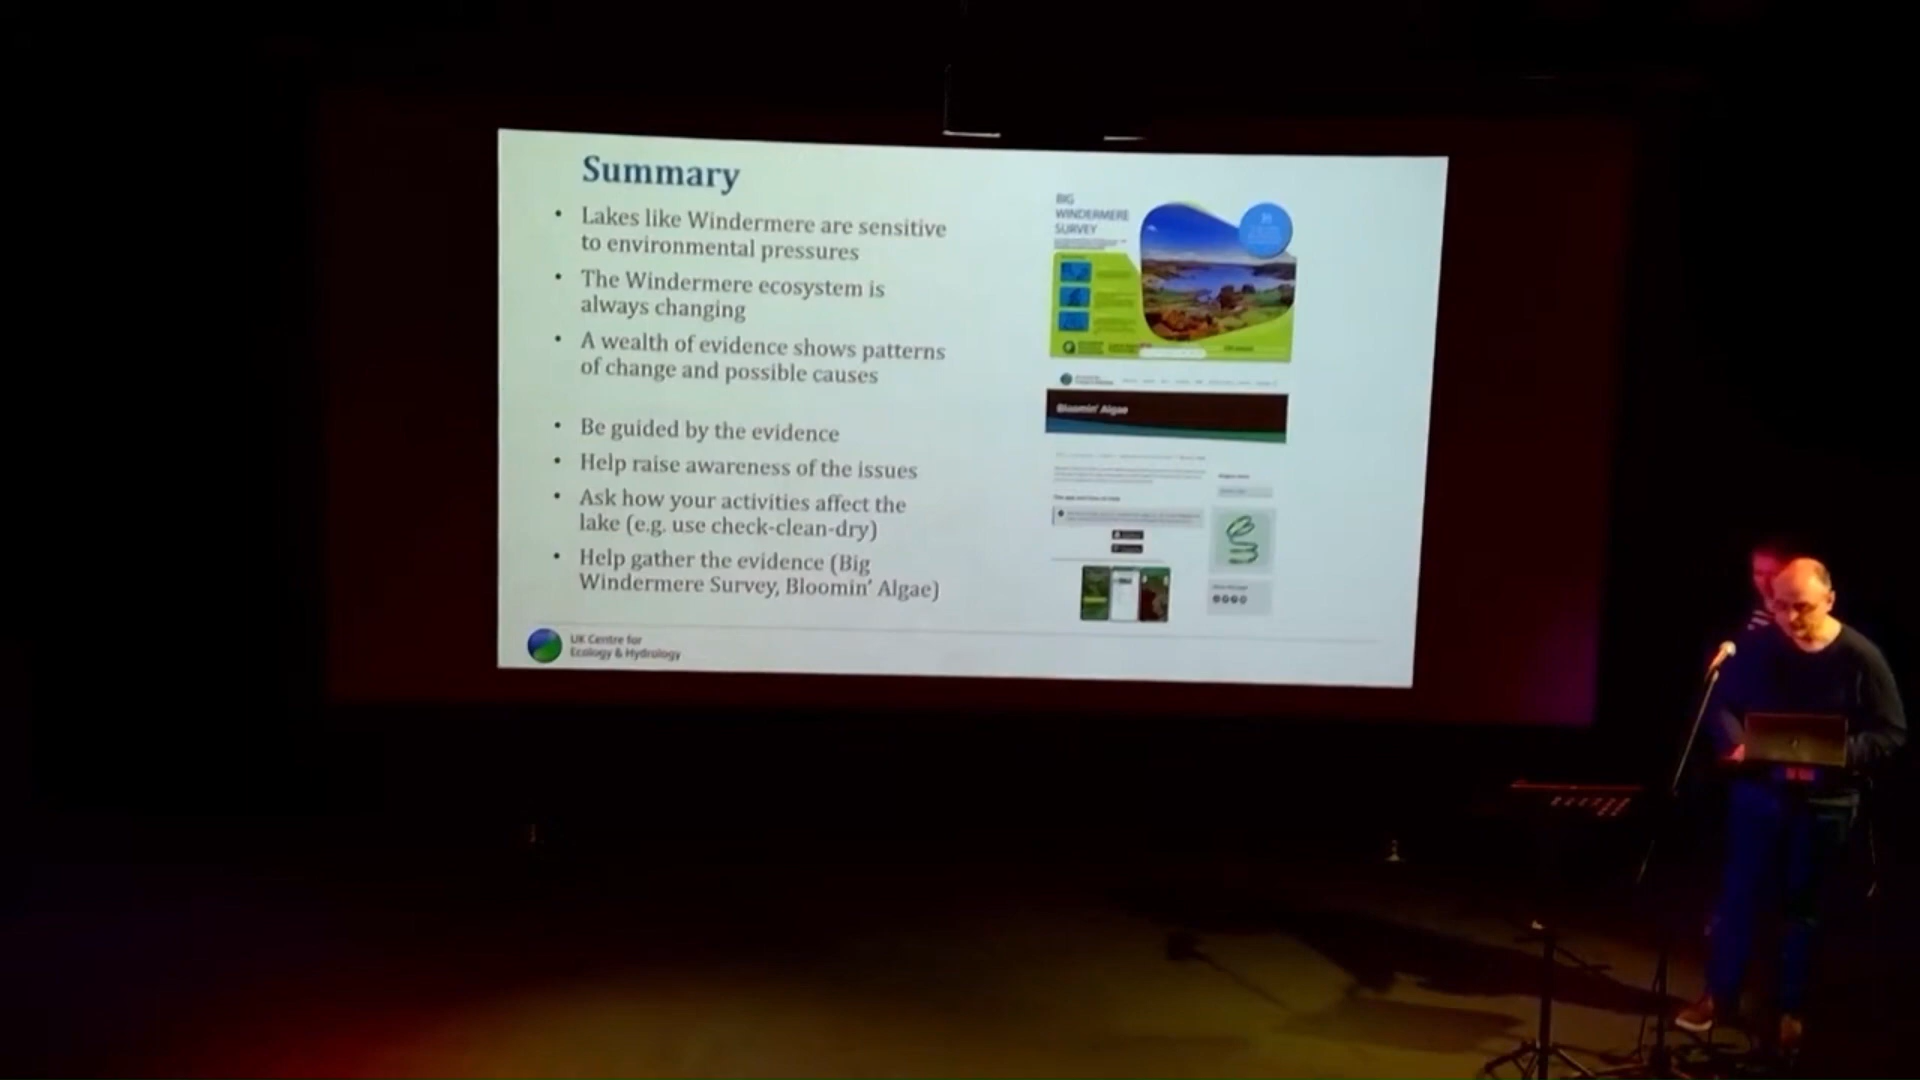 Summary
• Lakes like Windermere are sensitive
to environmental pressures
• The Windermere ecosystem is
always changing
• A wealth of evidence shows patterns
of change and possible causes
• Be guided by the evidence
• Help raise awareness of the issues
• Ask how your activities affect the
lake (e.g. use check-clean-dry)
• Help gather the evidence (Big
Windermere Survey, Bloomin’ Algae)
UK Centre for
Ecology & Hydrology
BIG
WINDERMERE
SURVEY
Bloomin' Algae